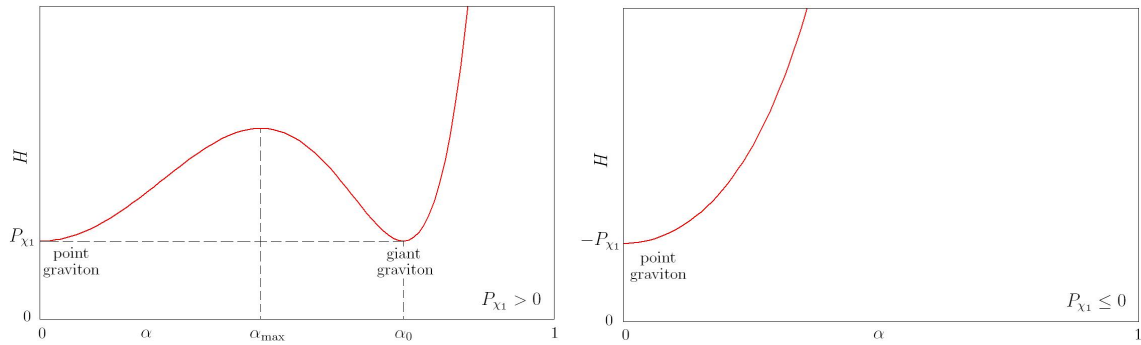 H
P_{χ₁}
point
graviton
giant
graviton
P_{χ₁} > 0
0
0
α
α_max
α₀
1
H
−P_{χ₁}
point
graviton
P_{χ₁} ≤ 0
0
0
α
1